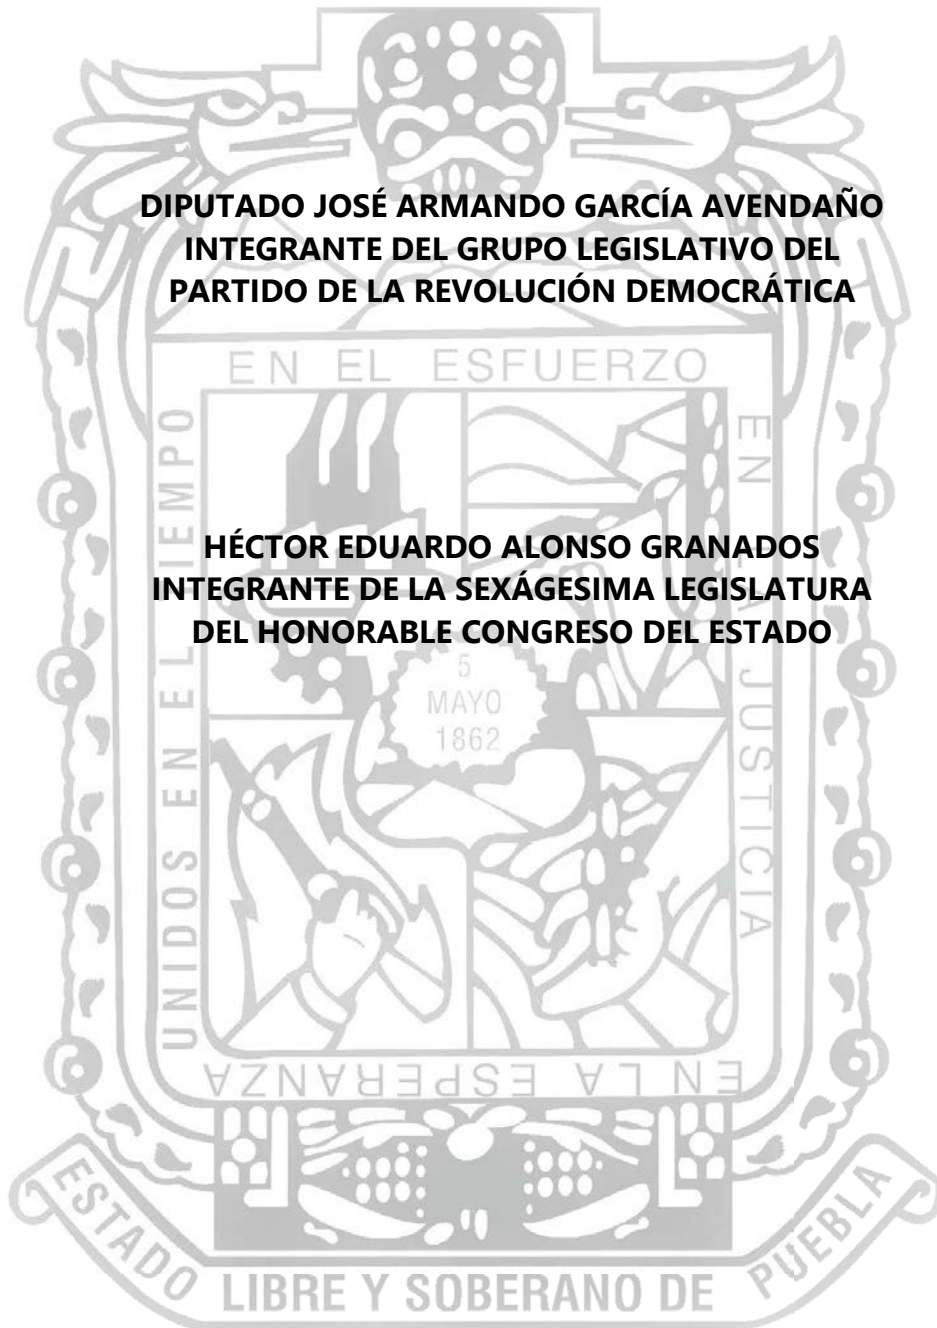 DIPUTADO JOSÉ ARMANDO GARCÍA AVENDAÑO
INTEGRANTE DEL GRUPO LEGISLATIVO DEL
PARTIDO DE LA REVOLUCIÓN DEMOCRÁTICA
EN EL ESFUERZO
EN LA JUSTICIA
HÉCTOR EDUARDO ALONSO GRANADOS
INTEGRANTE DE LA SEXÁGESIMA LEGISLATURA
DEL HONORABLE CONGRESO DEL ESTADO
5
MAYO
1862
UNIDOS EN EL TIEMPO
EN LA ESPERANZA
ESTADO LIBRE Y SOBERANO DE PUEBLA